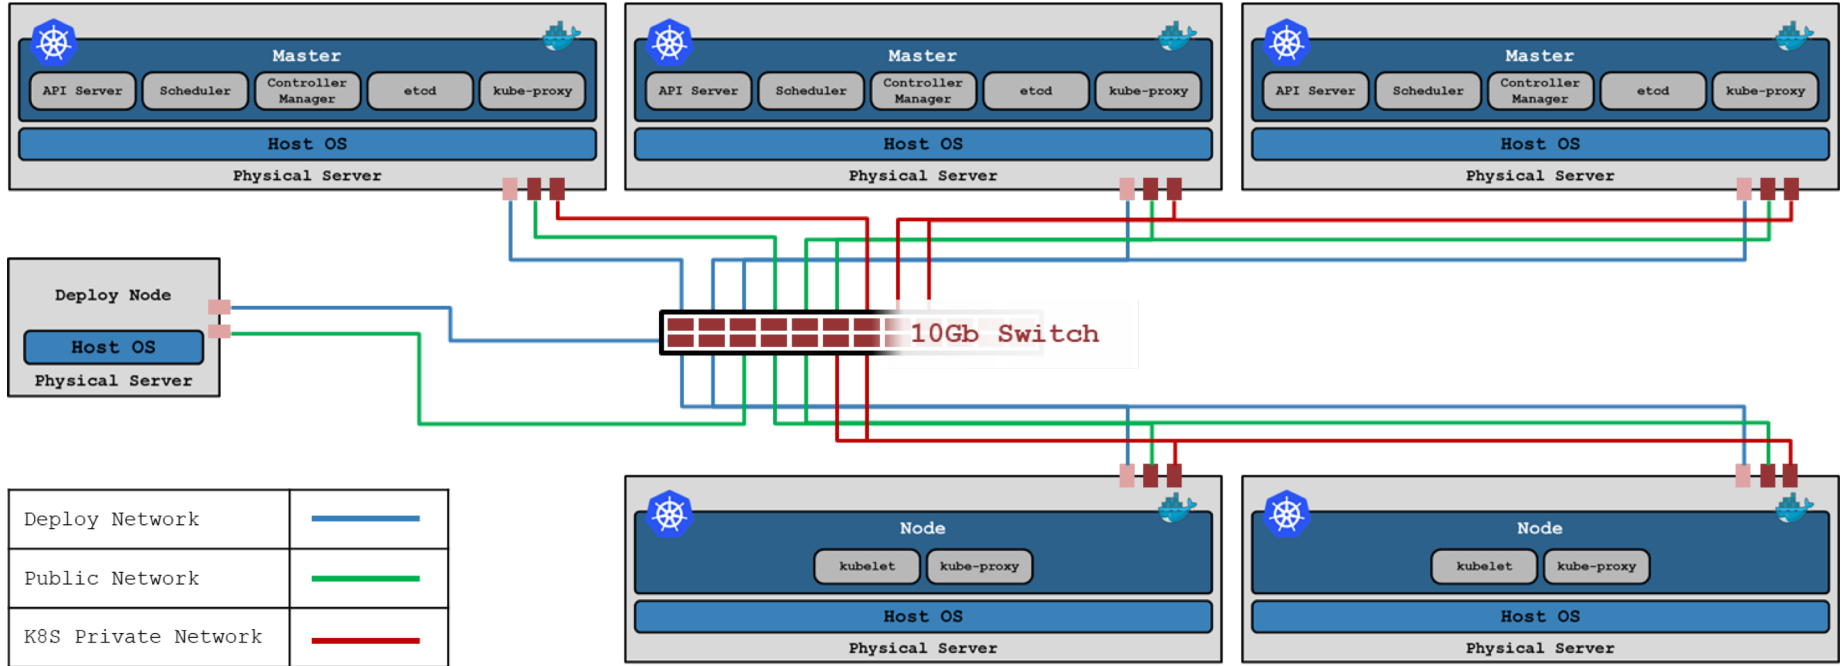 Master
API Server
Scheduler
Controller
Manager
etcd
kube-proxy
Host OS
Physical Server
Master
API Server
Scheduler
Controller
Manager
etcd
kube-proxy
Host OS
Physical Server
Master
API Server
Scheduler
Controller
Manager
etcd
kube-proxy
Host OS
Physical Server
Deploy Node
Host OS
Physical Server
10Gb Switch
Deploy Network
Public Network
K8S Private Network
Node
kubelet
kube-proxy
Host OS
Physical Server
Node
kubelet
kube-proxy
Host OS
Physical Server